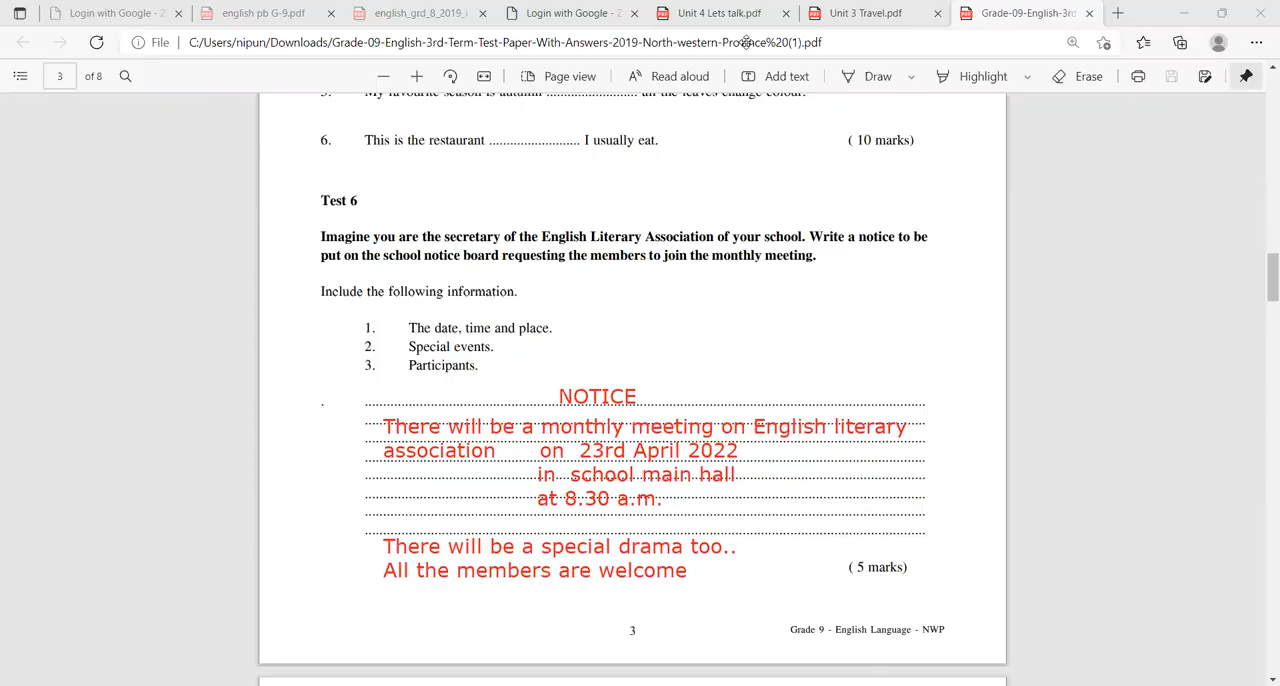 Login with Google - 2
english pb G-9.pdf
english_grd_8_2019_i
Login with Google - 2
Unit 4 Lets talk.pdf
Unit 3 Travel.pdf
Grade-09-English-3rd
File
C:/Users/nipun/Downloads/Grade-09-English-3rd-Term-Test-Paper-With-Answers-2019-North-western-Province%20(1).pdf
3 of 8
Page view
Read aloud
Add text
Draw
Highlight
Erase
5. My favourite season is autumn .......................... all the leaves change colour.
6. This is the restaurant .......................... I usually eat. ( 10 marks)
Test 6
Imagine you are the secretary of the English Literary Association of your school. Write a notice to be
put on the school notice board requesting the members to join the monthly meeting.
Include the following information.
1. The date, time and place.
2. Special events.
3. Participants.
NOTICE
There will be a monthly meeting on English literary
association on 23rd April 2022
in school main hall
at 8.30 a.m.
There will be a special drama too..
All the members are welcome
( 5 marks)
3
Grade 9 - English Language - NWP